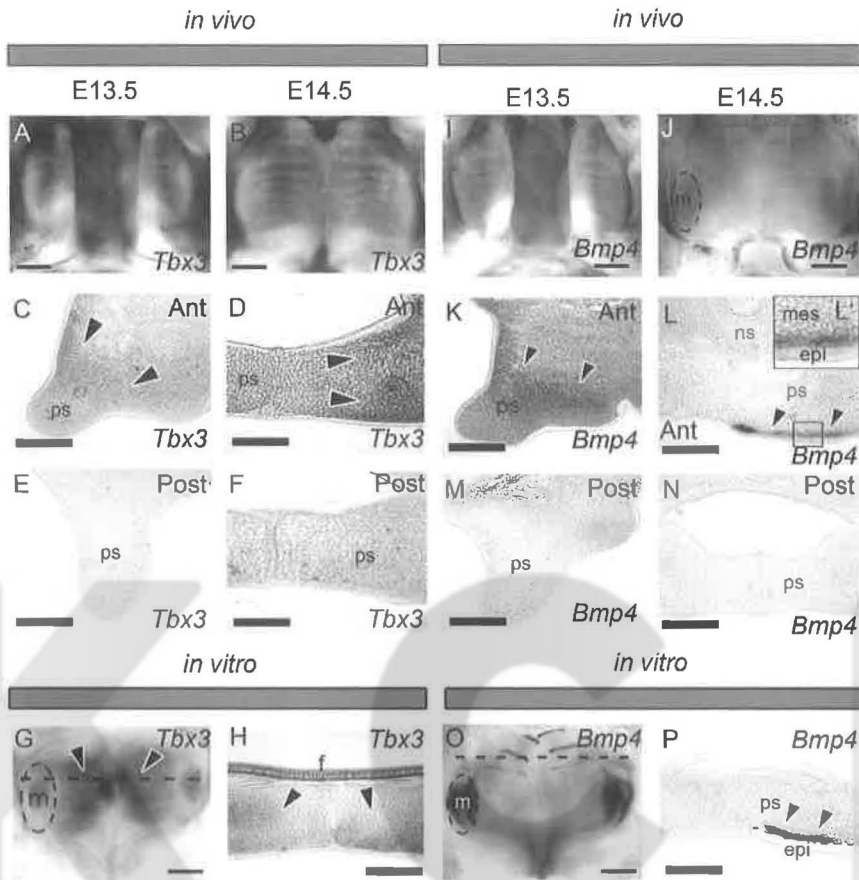 in vivo in vivo
E13.5 E14.5 E13.5 E14.5
A B I J
m
Tbx3 Tbx3 Bmp4 Bmp4
C Ant D Ant K Ant L L'
mes
ns
epi
ps ps ps ps
Ant
Tbx3 Tbx3 Bmp4 Bmp4
E Post F Post M Post N Post
ps ps ps ps
Tbx3 Tbx3 Bmp4 Bmp4
in vitro in vitro
G Tbx3 H Tbx3 O Bmp4 P Bmp4
f
m m ps
epi